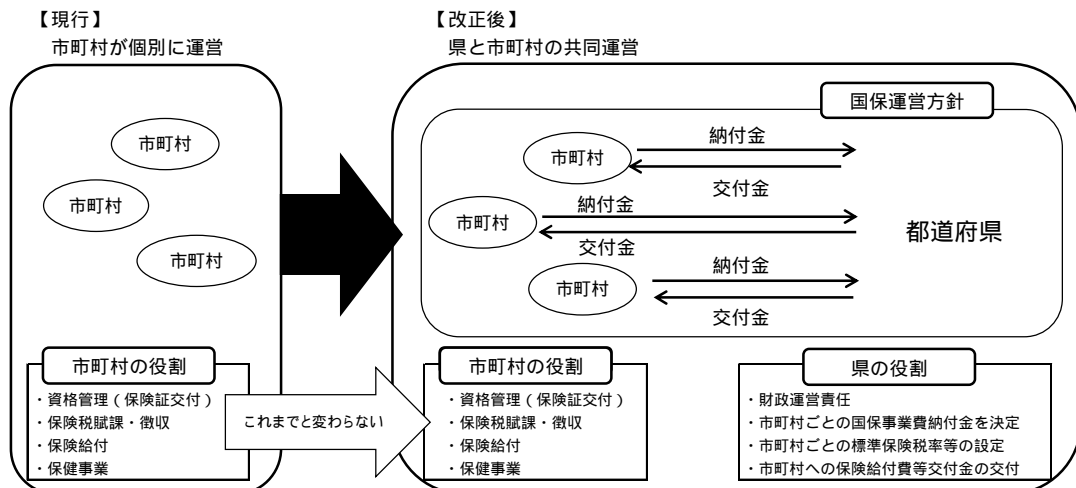 【現行】
市町村が個別に運営
市町村
市町村
市町村
市町村の役割
・資格管理（保険証交付）
・保険税賦課・徴収
・保険給付
・保健事業
これまでと変わらない
【改正後】
県と市町村の共同運営
国保運営方針
市町村
納付金
交付金
市町村
納付金
交付金
市町村
納付金
交付金
都道府県
市町村の役割
・資格管理（保険証交付）
・保険税賦課・徴収
・保険給付
・保健事業
県の役割
・財政運営責任
・市町村ごとの国保事業費納付金を決定
・市町村ごとの標準保険税率等の設定
・市町村への保険給付費等交付金の交付